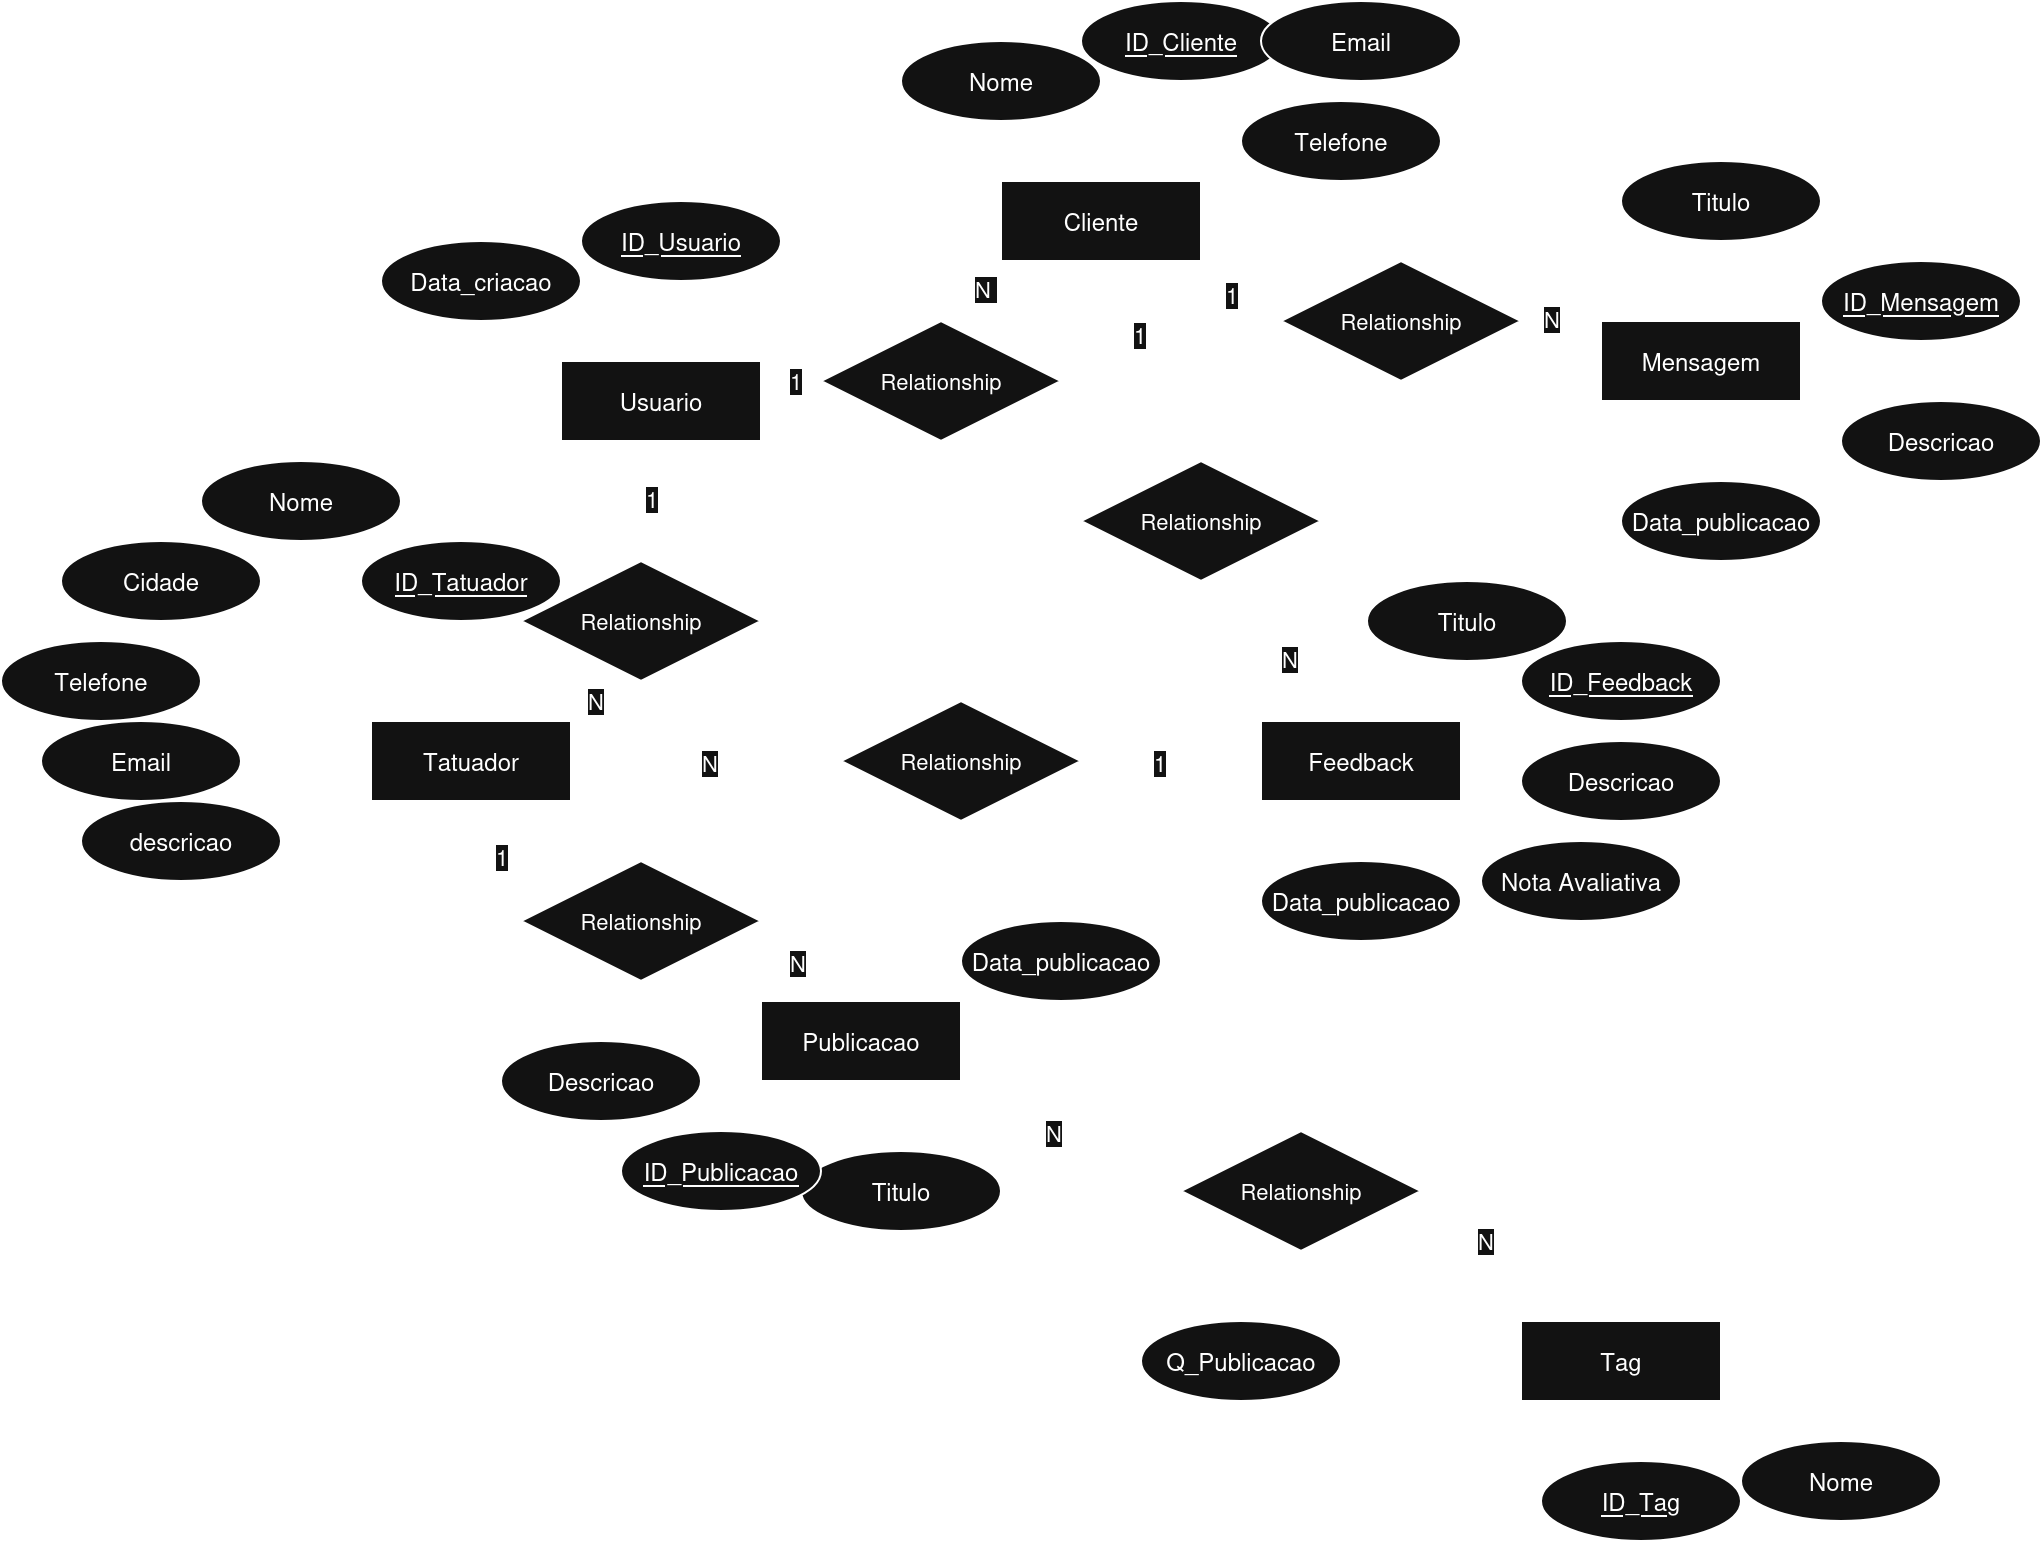 ID_Cliente
Email
Nome
Telefone
Titulo
Cliente
ID_Usuario
Data_criacao
N
1
Relationship
N
ID_Mensagem
1
Mensagem
Usuario
1
Relationship
Descricao
1
Nome
Relationship
Data_publicacao
Cidade
ID_Tatuador
Relationship
Titulo
N
Telefone
ID_Feedback
N
Email
Tatuador
N
Relationship
1
Feedback
Descricao
descricao
1
Relationship
Data_publicacao
Nota Avaliativa
N
Data_publicacao
Publicacao
Descricao
N
ID_Publicacao
Titulo
Relationship
N
Q_Publicacao
Tag
ID_Tag
Nome